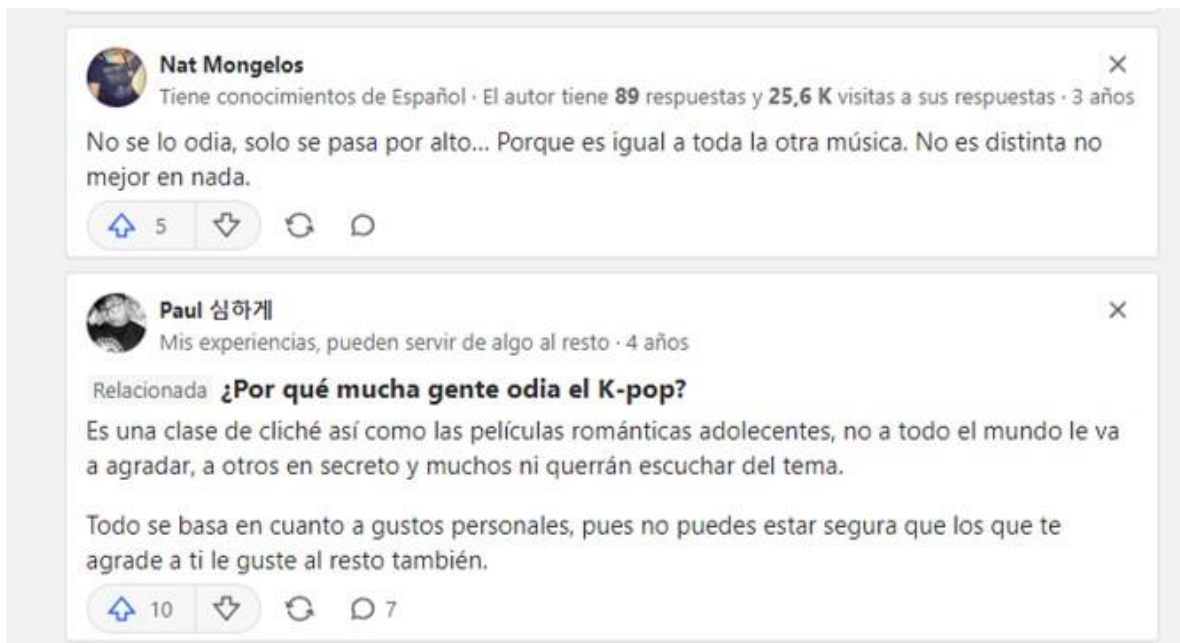 Nat Mongelos
Tiene conocimientos de Español · El autor tiene 89 respuestas y 25,6 K visitas a sus respuestas · 3 años
No se lo odia, solo se pasa por alto... Porque es igual a toda la otra música. No es distinta no
mejor en nada.
5
Paul 심하게
Mis experiencias, pueden servir de algo al resto · 4 años
Relacionada ¿Por qué mucha gente odia el K-pop?
Es una clase de cliché así como las películas románticas adolecentes, no a todo el mundo le va
a agradar, a otros en secreto y muchos ni querrán escuchar del tema.
Todo se basa en cuanto a gustos personales, pues no puedes estar segura que los que te
agrade a ti le guste al resto también.
10 7